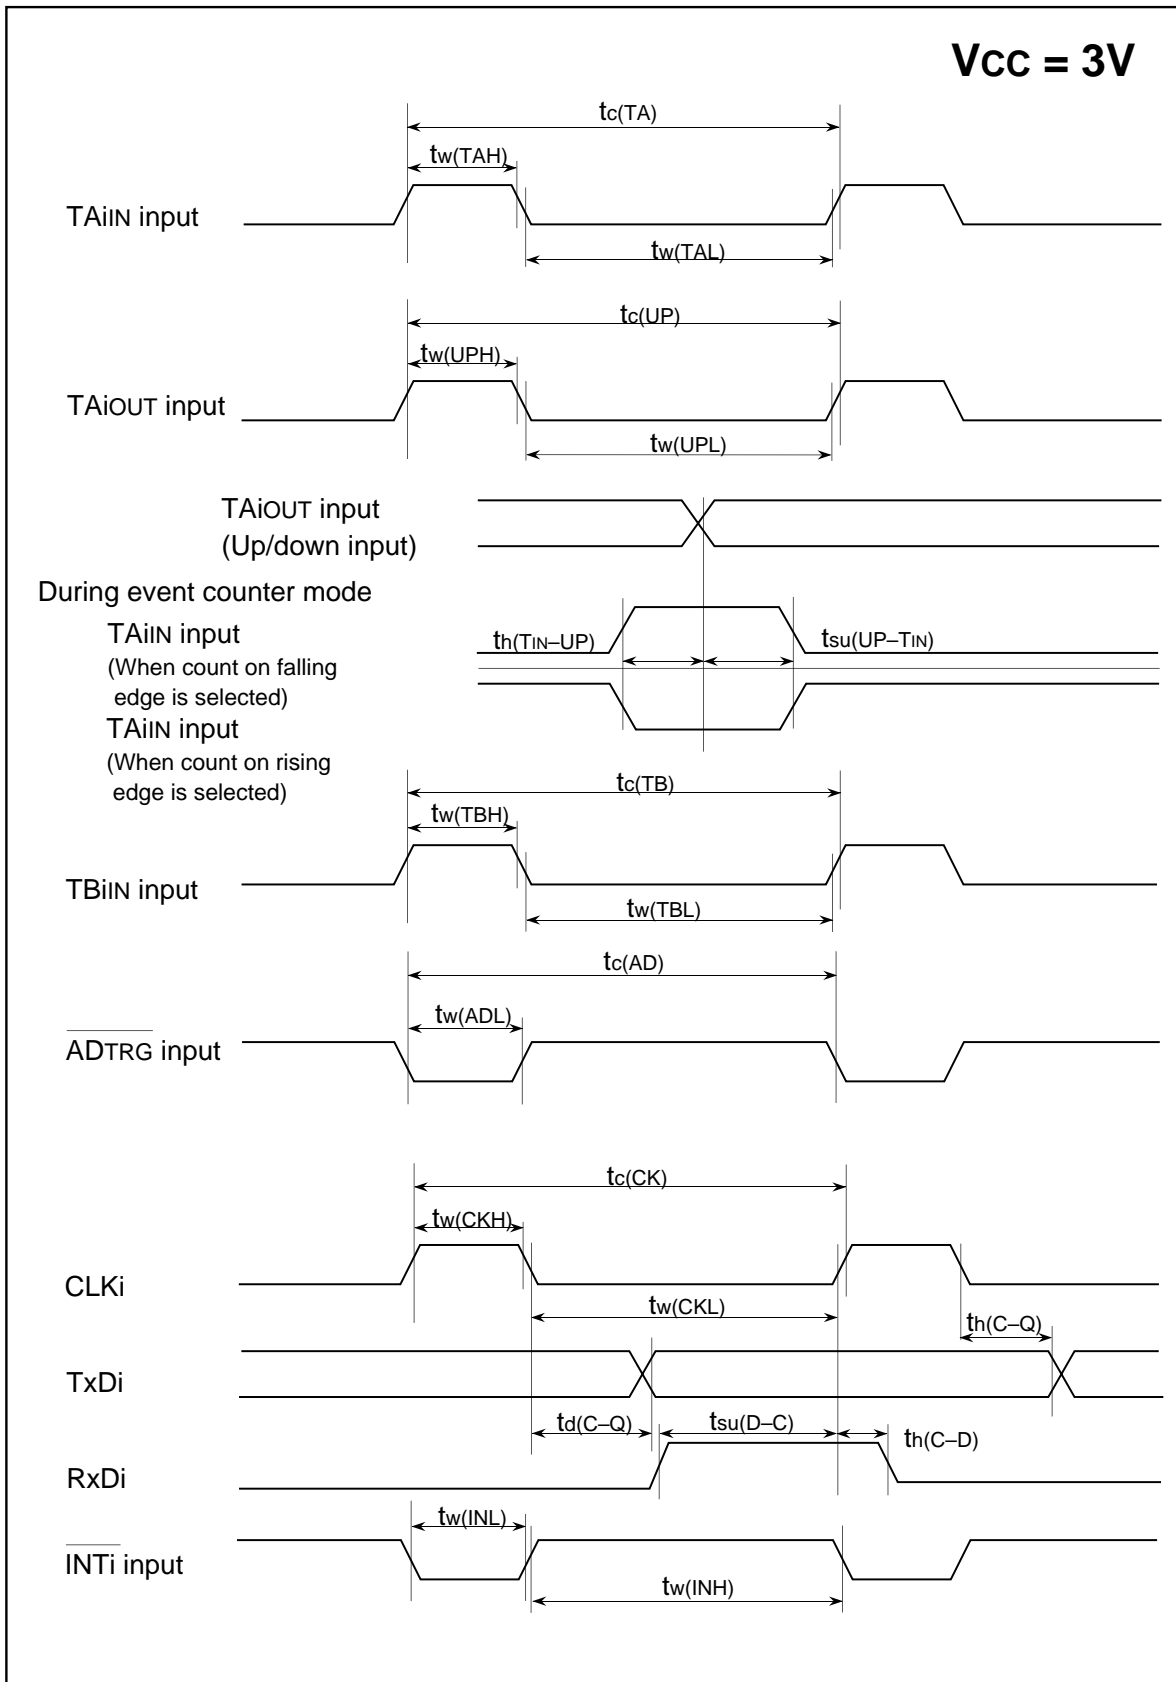 VCC = 3V
tc(TA)
tw(TAH)
TAiIN input
tw(TAL)
tc(UP)
tw(UPH)
TAiOUT input
tw(UPL)
TAiOUT input
(Up/down input)
During event counter mode
TAiIN input
(When count on falling
edge is selected)
th(TIN–UP)
tsu(UP–TIN)
TAiIN input
(When count on rising
edge is selected)
tc(TB)
tw(TBH)
TBiIN input
tw(TBL)
tc(AD)
tw(ADL)
ADTRG input
tc(CK)
tw(CKH)
CLKi
tw(CKL)
th(C–Q)
TxDi
td(C–Q)
tsu(D–C)
th(C–D)
RxDi
tw(INL)
INTi input
tw(INH)